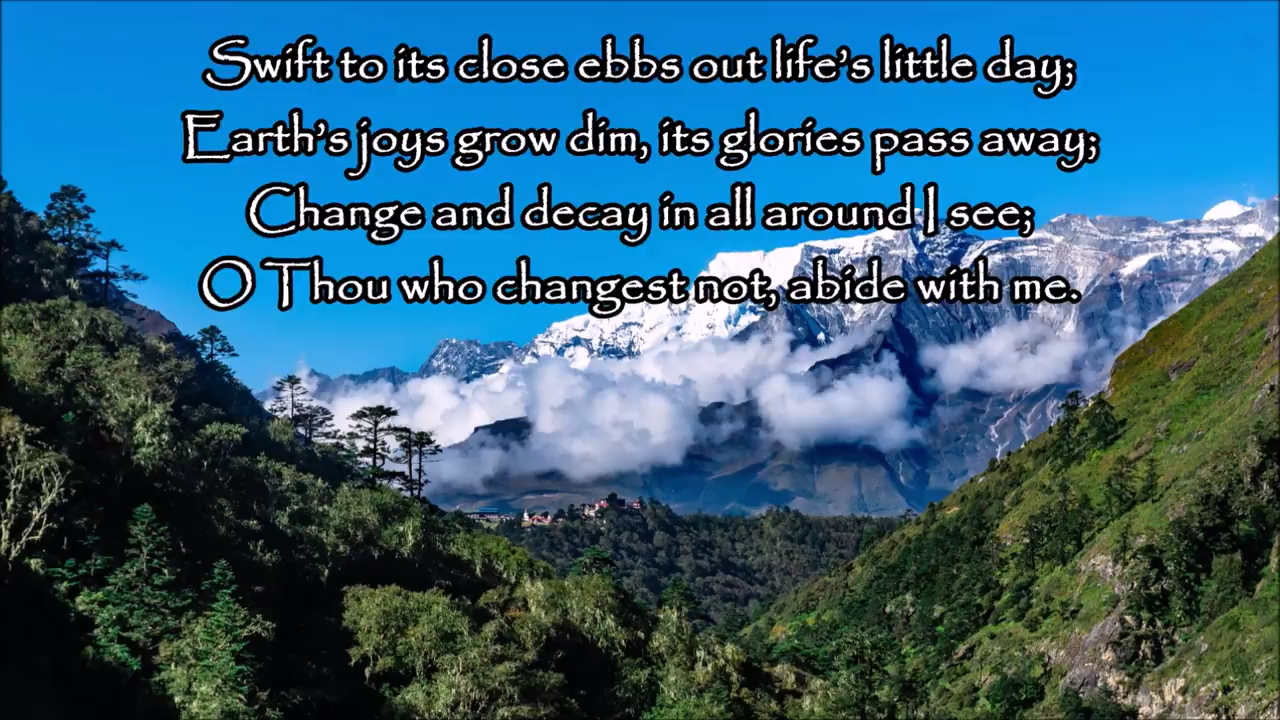 Swift to its close ebbs out life's little day;
Earth's joys grow dim, its glories pass away;
Change and decay in all around I see;
O Thou who changest not, abide with me.